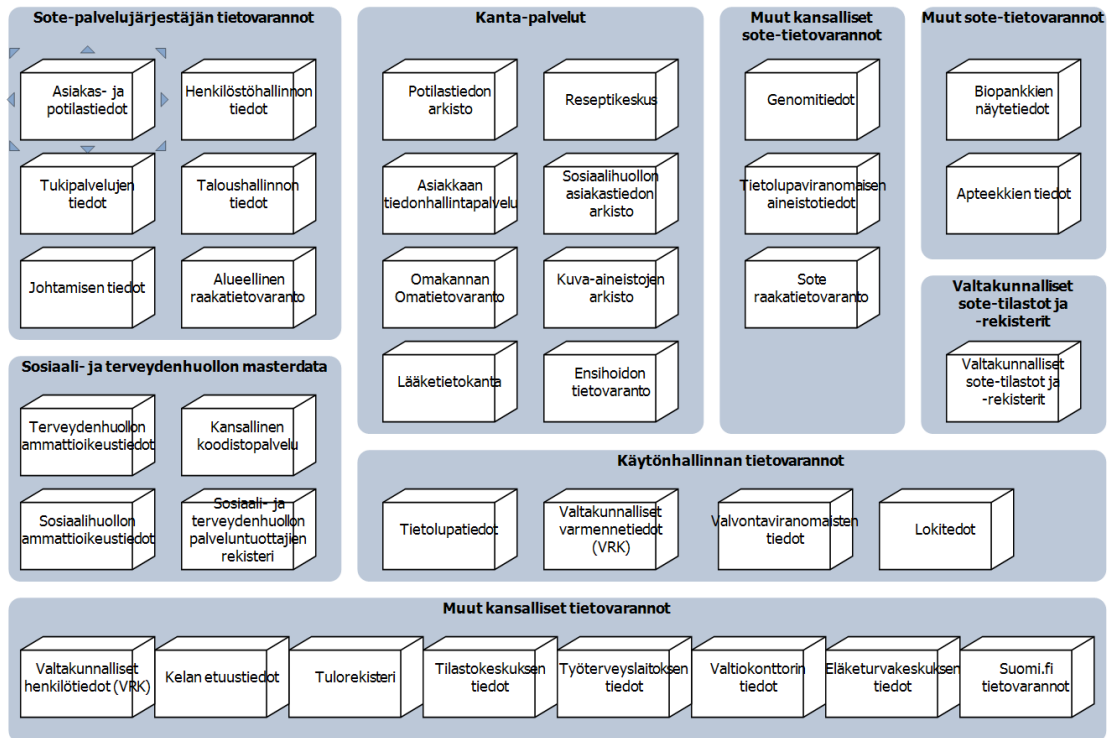 Sote-palvelujärjestäjän tietovarannot
Asiakas- ja
potilastiedot
Henkilöstöhallinnon
tiedot
Tukipalvelujen
tiedot
Taloushallinnon
tiedot
Johtamisen tiedot
Alueellinen
raakatietovaranto
Kanta-palvelut
Potilastiedon
arkisto
Reseptikeskus
Asiakkaan
tiedonhallintapalvelu
Sosiaalihuollon
asiakastiedon
arkisto
Omakannan
Omatietovaranto
Kuva-aineistojen
arkisto
Lääketietokanta
Ensihoidon
tietovaranto
Muut kansalliset
sote-tietovarannot
Genomitiedot
Tietolupaviranomaisen
aineistotiedot
Sote
raakatietovaranto
Muut sote-tietovarannot
Biopankkien
näytetiedot
Apteekkien tiedot
Valtakunnalliset
sote-tilastot ja
-rekisterit
Valtakunnalliset
sote-tilastot ja
-rekisterit
Sosiaali- ja terveydenhuollon masterdata
Terveydenhuollon
ammattioikeustiedot
Kansallinen
koodistopalvelu
Sosiaalihuollon
ammattioikeustiedot
Sosiaali- ja
terveydenhuollon
palveluntuottajien
rekisteri
Käytönhallinnan tietovarannot
Tietolupatiedot
Valtakunnalliset
varmennetiedot
(VRK)
Valvontaviranomaisten
tiedot
Lokitedot
Muut kansalliset tietovarannot
Valtakunnalliset
henkilötiedot (VRK)
Kelan etuustiedot
Tulorekisteri
Tilastokeskuksen
tiedot
Työterveyslaitoksen
tiedot
Valtiokonttorin
tiedot
Eläketurvakeskuksen
tiedot
Suomi.fi
tietovarannot